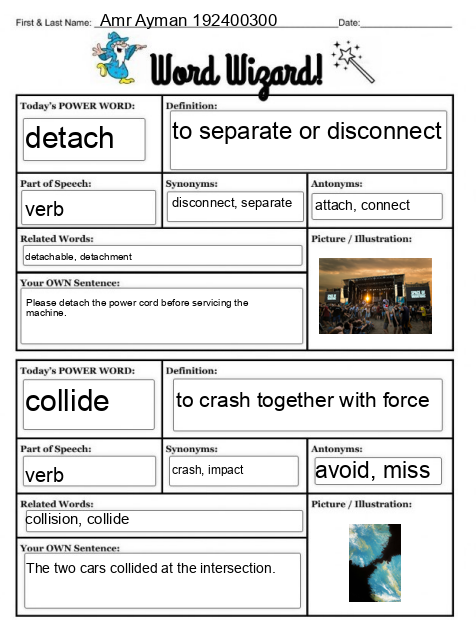 First & Last Name: Amr Ayman 192400300 Date:
Word Wizard!
Today's POWER WORD: Definition:
detach to separate or disconnect
Part of Speech: Synonyms: Antonyms:
verb disconnect, separate attach, connect
Related Words: Picture / Illustration:
detachable, detachment
Your OWN Sentence:
Please detach the power cord before servicing the
machine.
Today's POWER WORD: Definition:
collide to crash together with force
Part of Speech: Synonyms: Antonyms:
verb crash, impact avoid, miss
Related Words: Picture / Illustration:
collision, collide
Your OWN Sentence:
The two cars collided at the intersection.